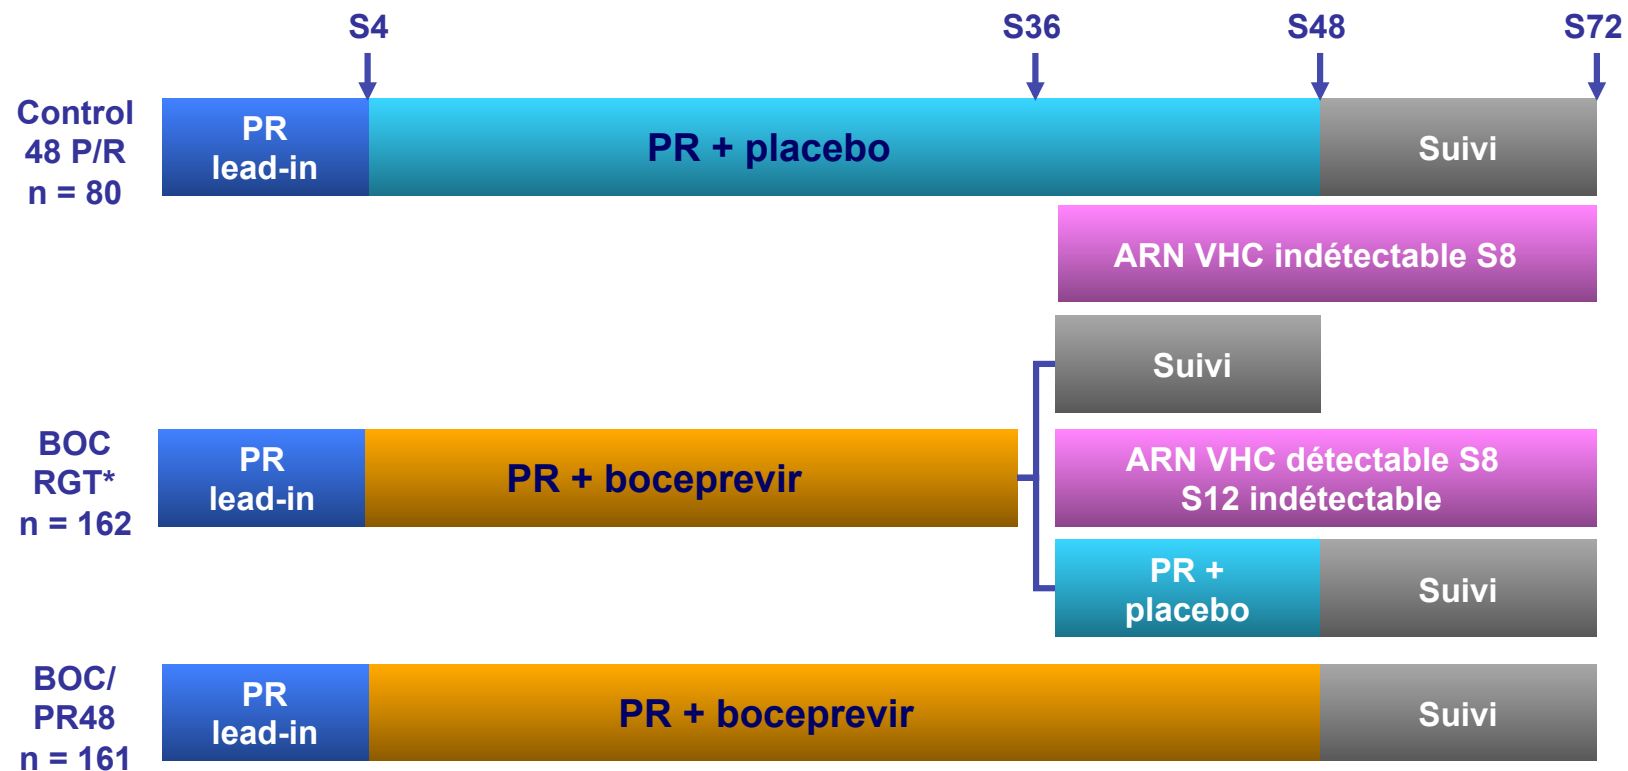 S4
S36
S48
S72
Control
48 P/R
n = 80
PR
lead-in
PR + placebo
Suivi
ARN VHC indétectable S8
Suivi
BOC
RGT*
n = 162
PR
lead-in
PR + boceprevir
ARN VHC détectable S8
S12 indétectable
PR +
placebo
Suivi
BOC/
PR48
n = 161
PR
lead-in
PR + boceprevir
Suivi